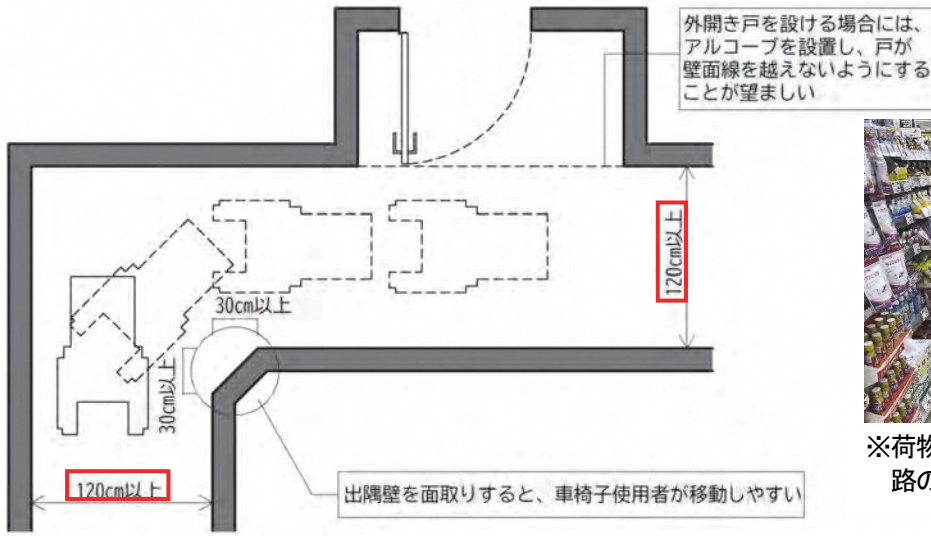 外開き戸を設ける場合には、
アルコーブを設置し、戸が
壁面線を越えないようにする
ことが望ましい
120cm以上
30cm以上
30cm以上
120cm以上
出隅壁を面取りすると、車椅子使用者が移動しやすい
※荷物
路の